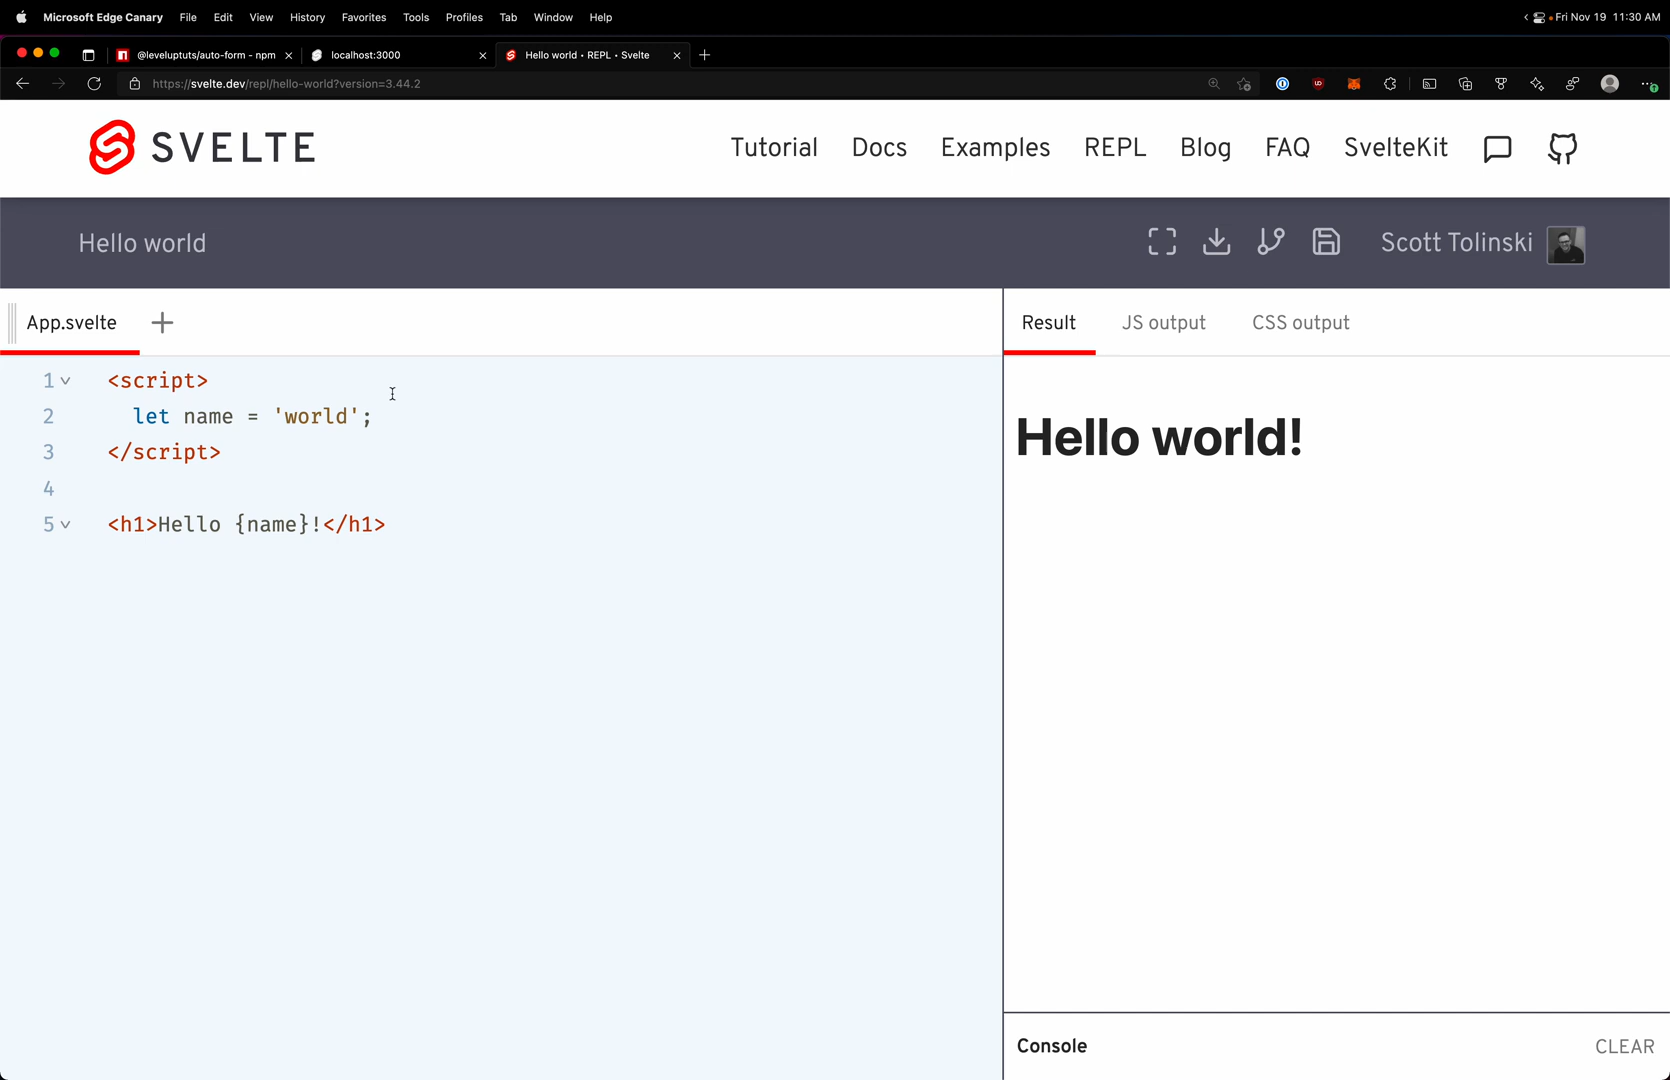 Microsoft Edge Canary File Edit View History Favorites Tools Profiles Tab Window Help Fri Nov 19 11:30 AM
@leveluptuts/auto-form - npm localhost:3000 Hello world • REPL • Svelte
https://svelte.dev/repl/hello-world?version=3.44.2
SVELTE Tutorial Docs Examples REPL Blog FAQ SvelteKit
Hello world Scott Tolinski
App.svelte + Result JS output CSS output
1 <script>
2 let name = 'world';
3 </script>
4
5 <h1>Hello {name}!</h1>
Hello world!
Console CLEAR